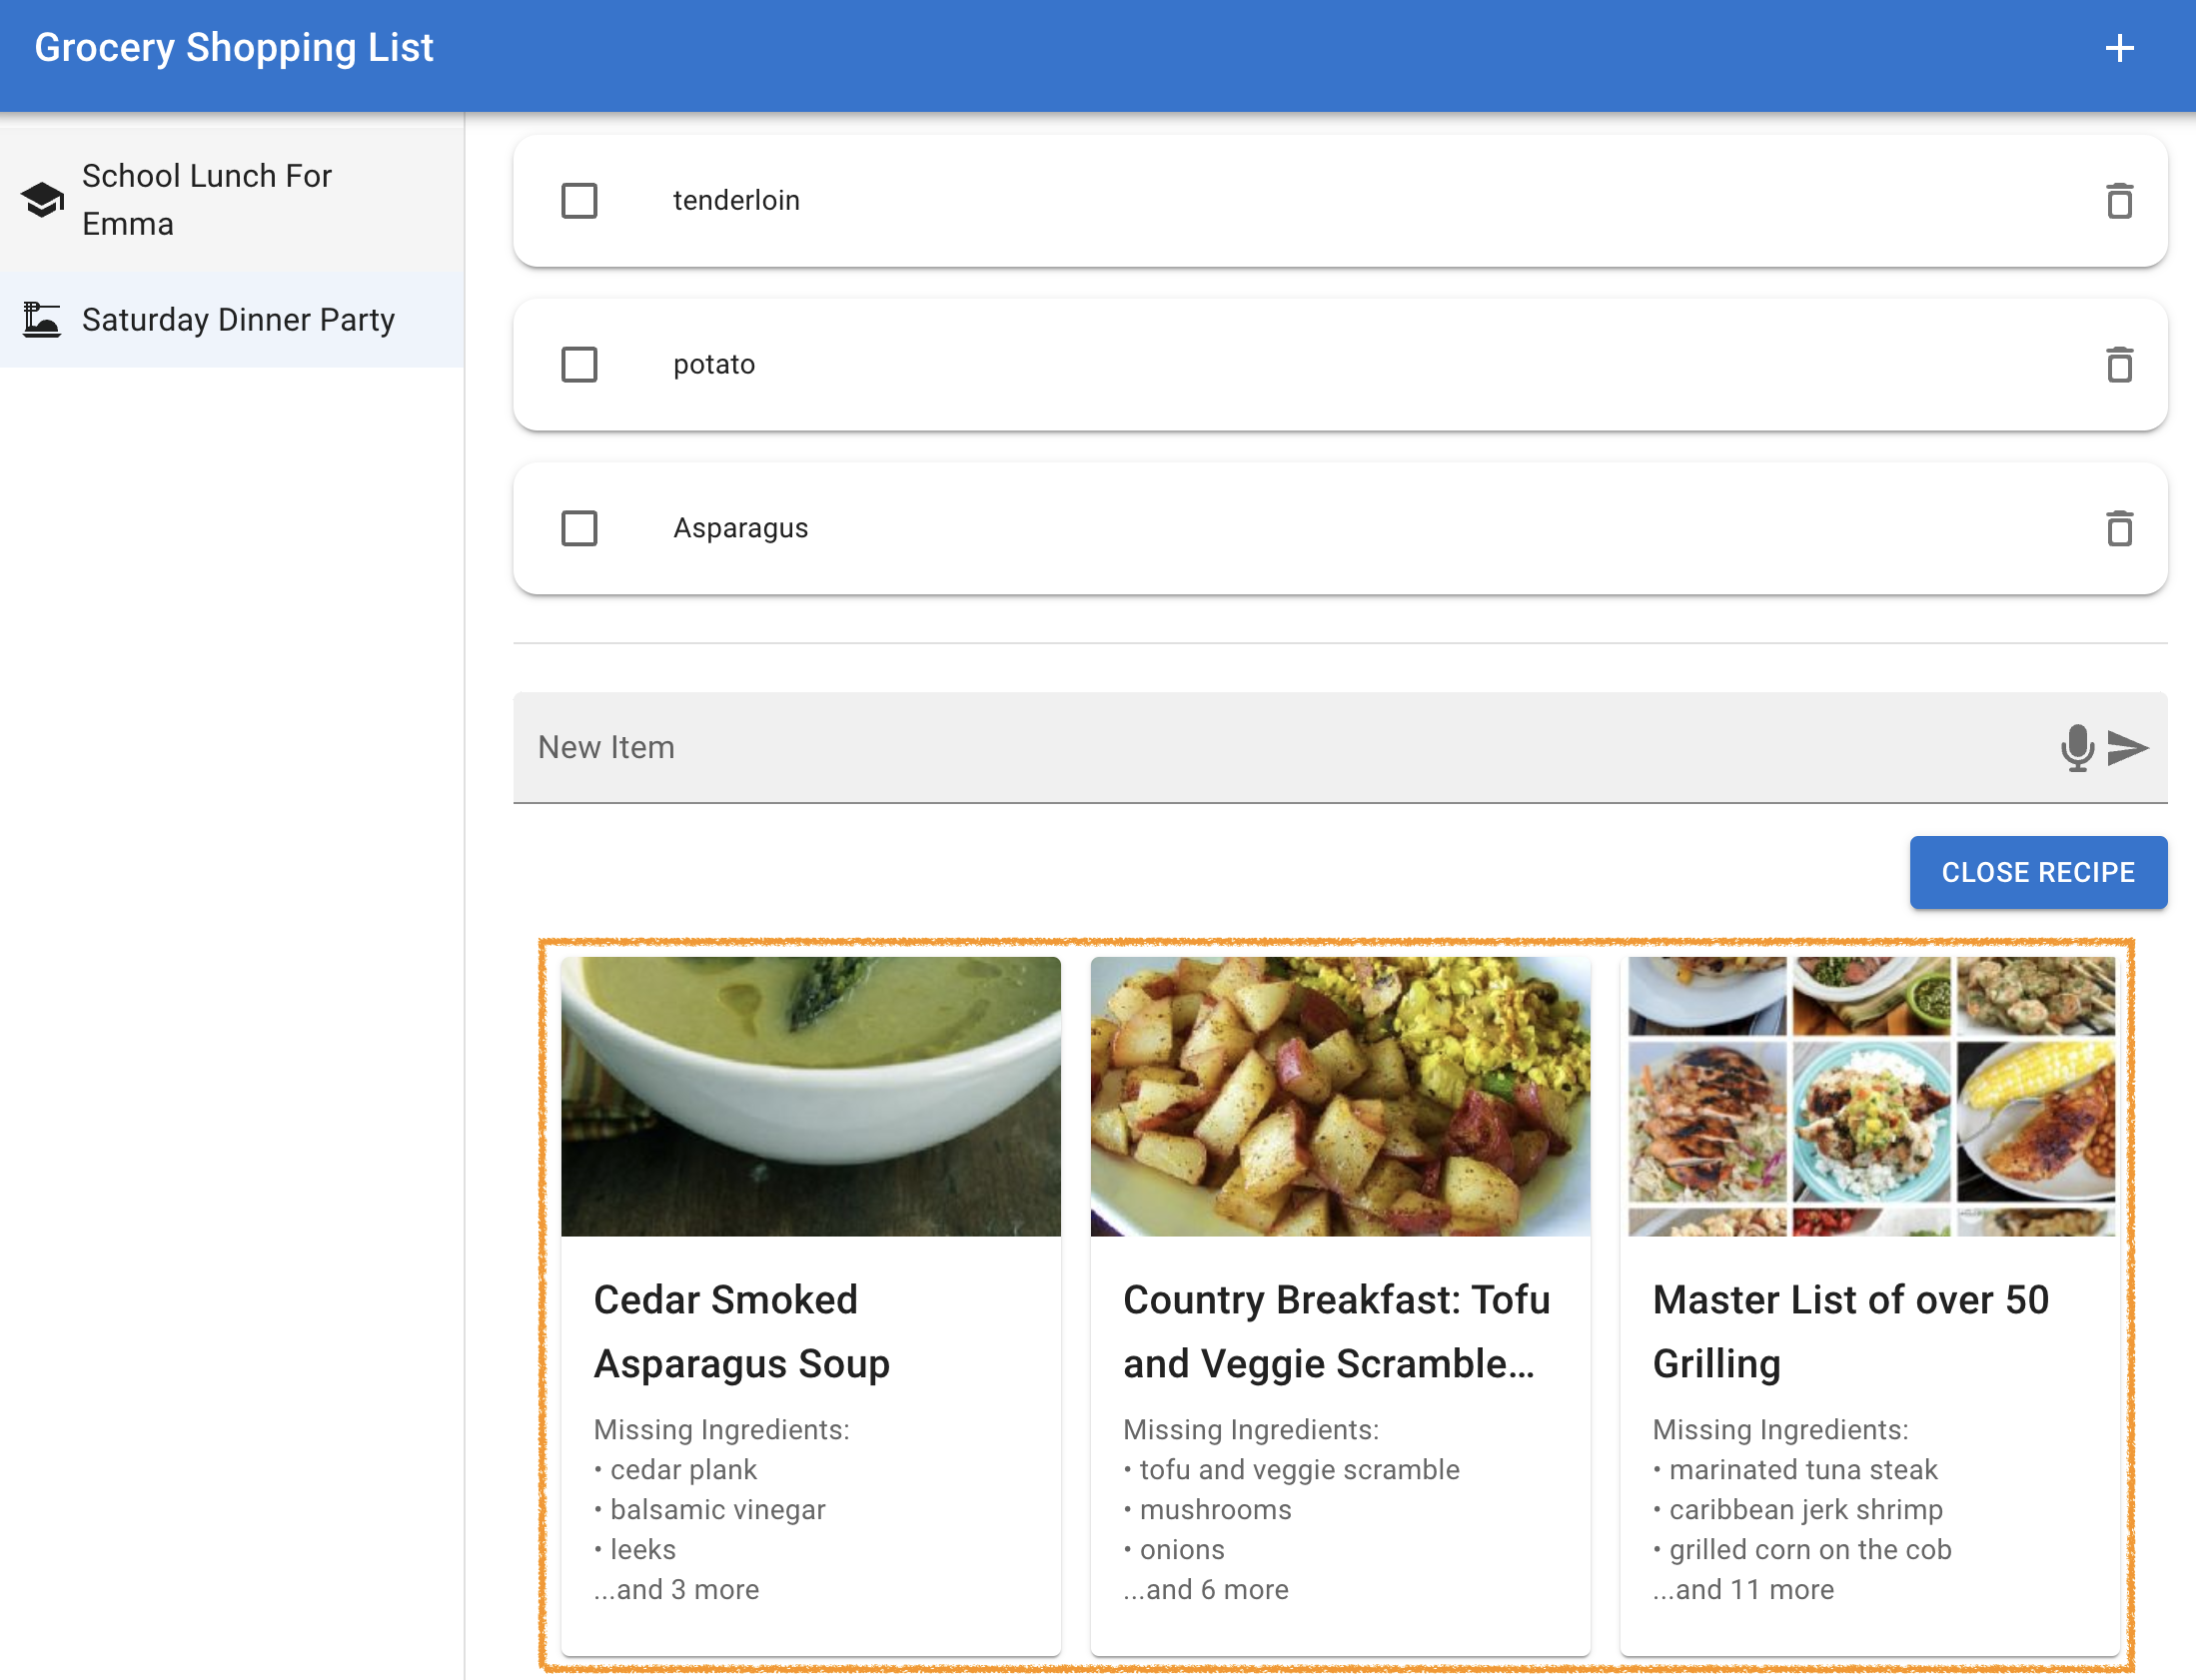 Grocery Shopping List
School Lunch For
Emma
Saturday Dinner Party
tenderloin
potato
Asparagus
New Item
CLOSE RECIPE
Cedar Smoked
Asparagus Soup
Missing Ingredients:
• cedar plank
• balsamic vinegar
• leeks
...and 3 more
Country Breakfast: Tofu
and Veggie Scramble...
Missing Ingredients:
• tofu and veggie scramble
• mushrooms
• onions
...and 6 more
Master List of over 50
Grilling
Missing Ingredients:
• marinated tuna steak
• caribbean jerk shrimp
• grilled corn on the cob
...and 11 more